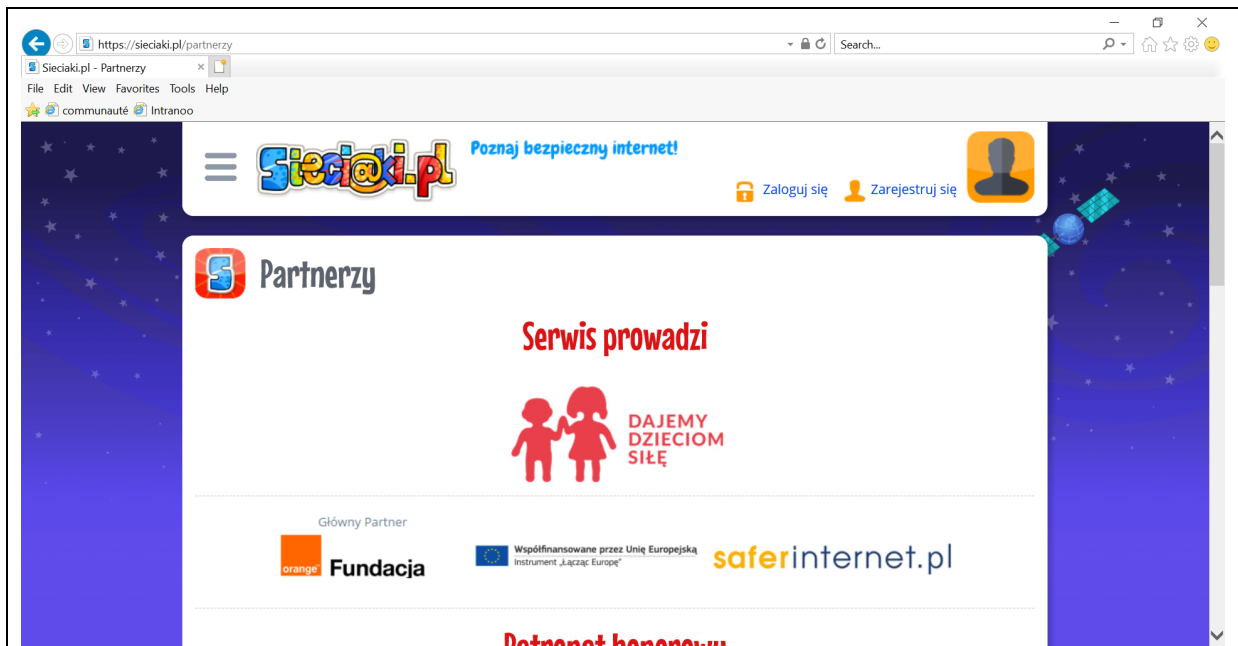 https://sieciaki.pl/partnerzy
Search...
Sieciaki.pl - Partnerzy
File Edit View Favorites Tools Help
communauté Intranoo
Sieci@ki.pl
Poznaj bezpieczny internet!
Zaloguj się Zarejestruj się
S Partnerzy
Serwis prowadzi
DAJEMY
DZIECIOM
SIŁĘ
Główny Partner
orange Fundacja
Współfinansowane przez Unię Europejską
Instrument „Łącząc Europę"
saferinternet.pl
Patronat honorowy